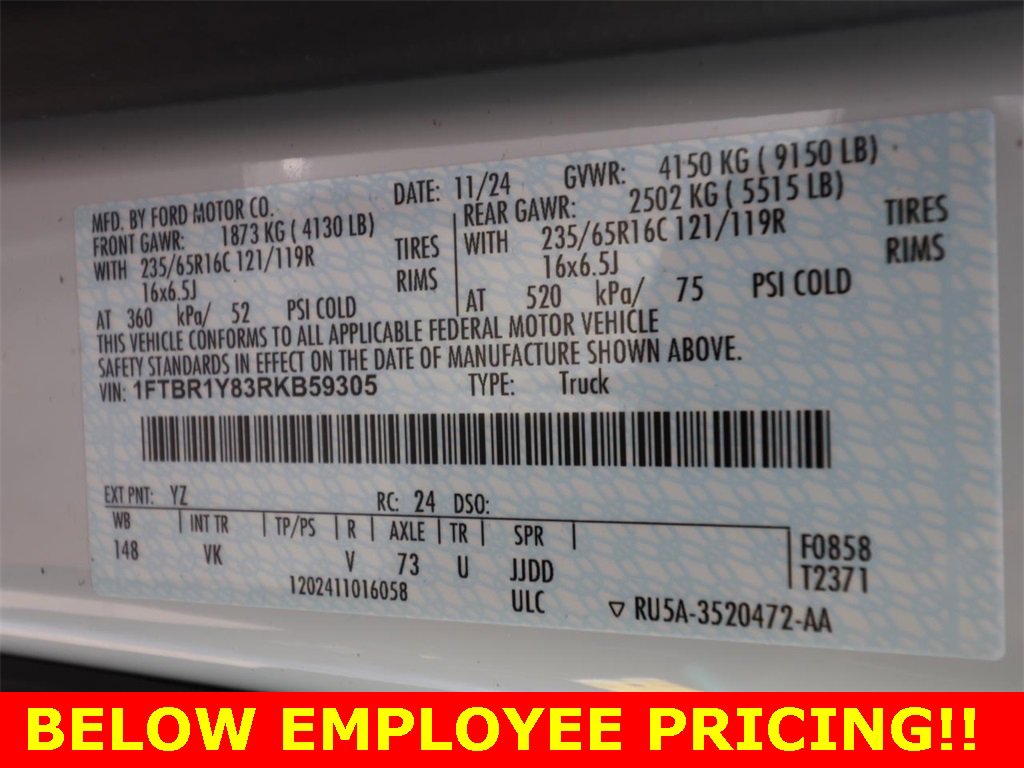 MFD. BY FORD MOTOR CO. DATE: 11/24 GVWR: 4150 KG ( 9150 LB)
FRONT GAWR: 1873 KG ( 4130 LB) REAR GAWR: 2502 KG ( 5515 LB)
WITH 235/65R16C 121/119R TIRES WITH 235/65R16C 121/119R TIRES
16x6.5J RIMS 16x6.5J RIMS
AT 360 kPa/ 52 PSI COLD AT 520 kPa/ 75 PSI COLD
THIS VEHICLE CONFORMS TO ALL APPLICABLE FEDERAL MOTOR VEHICLE
SAFETY STANDARDS IN EFFECT ON THE DATE OF MANUFACTURE SHOWN ABOVE.
VIN: 1FTBR1Y83RKB59305 TYPE: Truck
EXT PNT: YZ RC: 24 DSO:
WB INT TR TP/PS R AXLE TR SPR F0858
148 VK V 73 U JJDD T2371
1202411016058 ULC ▽ RU5A-3520472-AA
BELOW EMPLOYEE PRICING!!